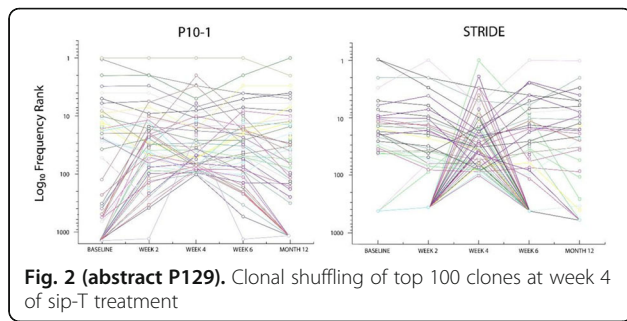 P10-1
STRIDE
Log₁₀ Frequency Rank
1
10
100
1000
BASELINE
WEEK 2
WEEK 4
WEEK 6
MONTH 12
1
10
100
1000
BASELINE
WEEK 2
WEEK 4
WEEK 6
MONTH 12
Fig. 2 (abstract P129). Clonal shuffling of top 100 clones at week 4
of sip-T treatment